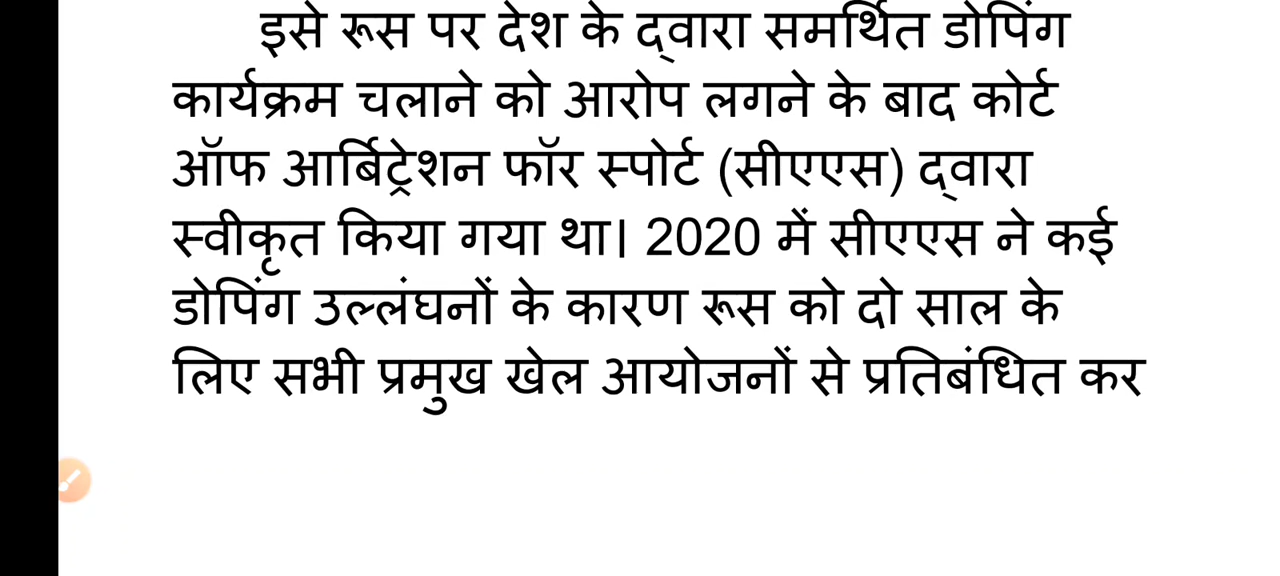 इसे रूस पर देश के द्वारा समर्थित डोपिंग
कार्यक्रम चलाने को आरोप लगने के बाद कोर्ट
ऑफ आर्बिट्रेशन फॉर स्पोर्ट (सीएएस) द्वारा
स्वीकृत किया गया था। 2020 में सीएएस ने कई
डोपिंग उल्लंघनों के कारण रूस को दो साल के
लिए सभी प्रमुख खेल आयोजनों से प्रतिबंधित कर